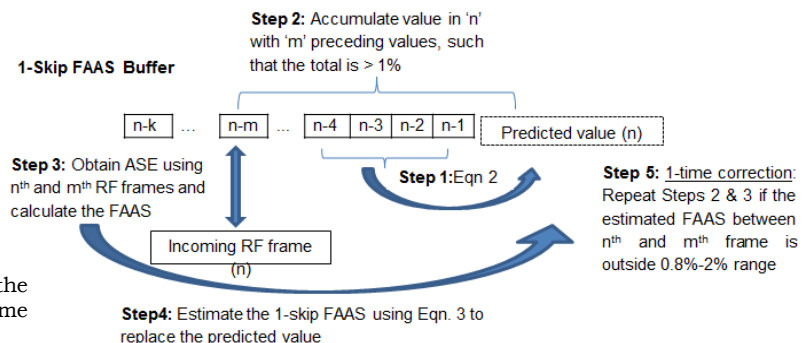 Step 2: Accumulate value in ‘n’
with ‘m’ preceding values, such
that the total is > 1%
1-Skip FAAS Buffer
n-k ... n-m ... n-4 n-3 n-2 n-1 Predicted value (n)
Step 3: Obtain ASE using
nth and mth RF frames and
calculate the FAAS
Step 1:Eqn 2
Step 5: 1-time correction:
Repeat Steps 2 & 3 if the
estimated FAAS between
nth and mth frame is
outside 0.8%-2% range
Incoming RF frame
(n)
the
me
Step4: Estimate the 1-skip FAAS using Eqn. 3 to
replace the predicted value